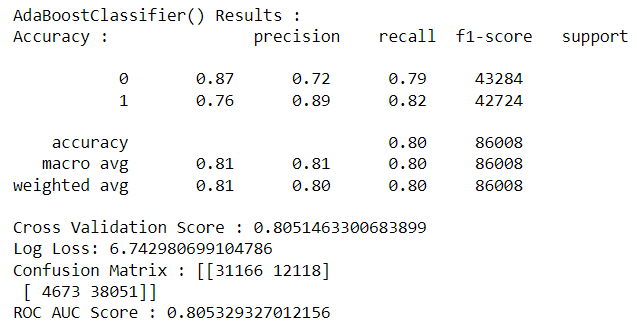 AdaBoostClassifier() Results :
Accuracy : precision recall f1-score support
0 0.87 0.72 0.79 43284
1 0.76 0.89 0.82 42724
accuracy 0.80 86008
macro avg 0.81 0.81 0.80 86008
weighted avg 0.81 0.80 0.80 86008
Cross Validation Score : 0.8051463300683899
Log Loss: 6.742980699104786
Confusion Matrix : [[31166 12118]
[ 4673 38051]]
ROC AUC Score : 0.805329327012156